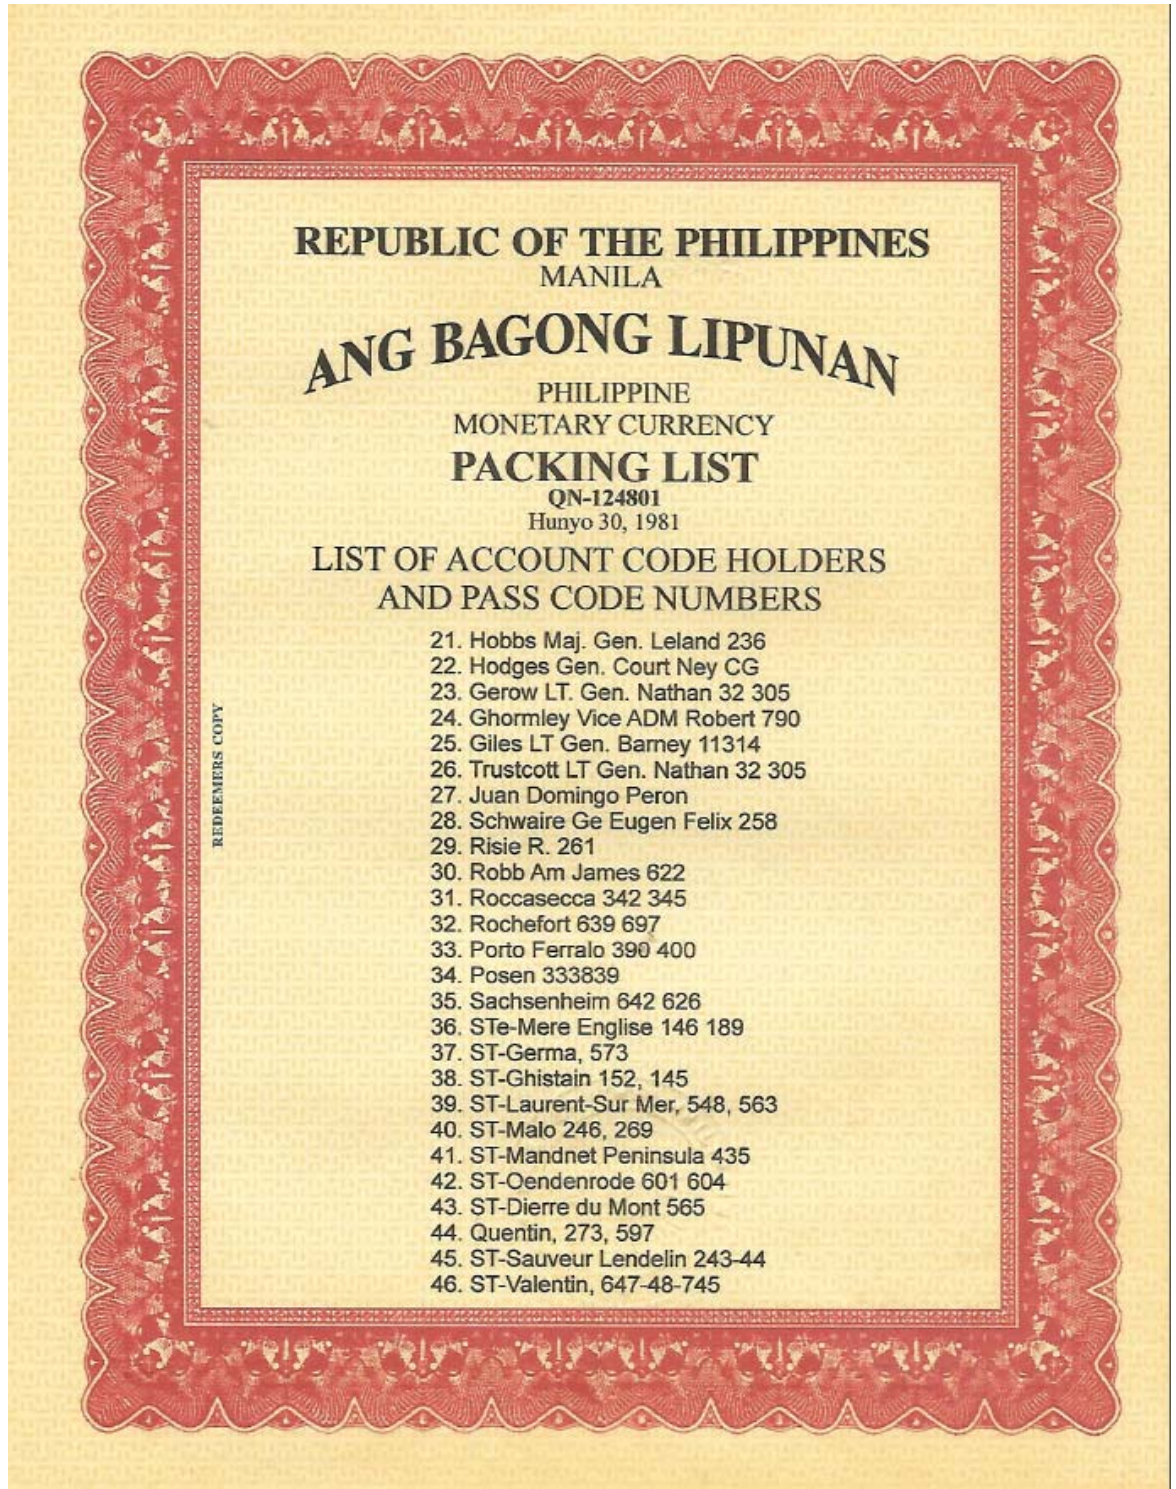 REPUBLIC OF THE PHILIPPINES
MANILA
ANG BAGONG LIPUNAN
PHILIPPINE
MONETARY CURRENCY
PACKING LIST
QN-124801
Hunyo 30, 1981
LIST OF ACCOUNT CODE HOLDERS
AND PASS CODE NUMBERS
21. Hobbs Maj. Gen. Leland 236
22. Hodges Gen. Court Ney CG
23. Gerow LT. Gen. Nathan 32 305
24. Ghormley Vice ADM Robert 790
25. Giles LT Gen. Barney 11314
26. Trustcott LT Gen. Nathan 32 305
27. Juan Domingo Peron
28. Schwaire Ge Eugen Felix 258
29. Risie R. 261
30. Robb Am James 622
31. Roccasecca 342 345
32. Rochefort 639 697
33. Porto Ferralo 390 400
34. Posen 333839
35. Sachsenheim 642 626
36. STe-Mere Englise 146 189
37. ST-Germa, 573
38. ST-Ghistain 152, 145
39. ST-Laurent-Sur Mer, 548, 563
40. ST-Malo 246, 269
41. ST-Mandnet Peninsula 435
42. ST-Oendenrode 601 604
43. ST-Dierre du Mont 565
44. Quentin, 273, 597
45. ST-Sauveur Lendelin 243-44
46. ST-Valentin, 647-48-745
REDEEMERS COPY